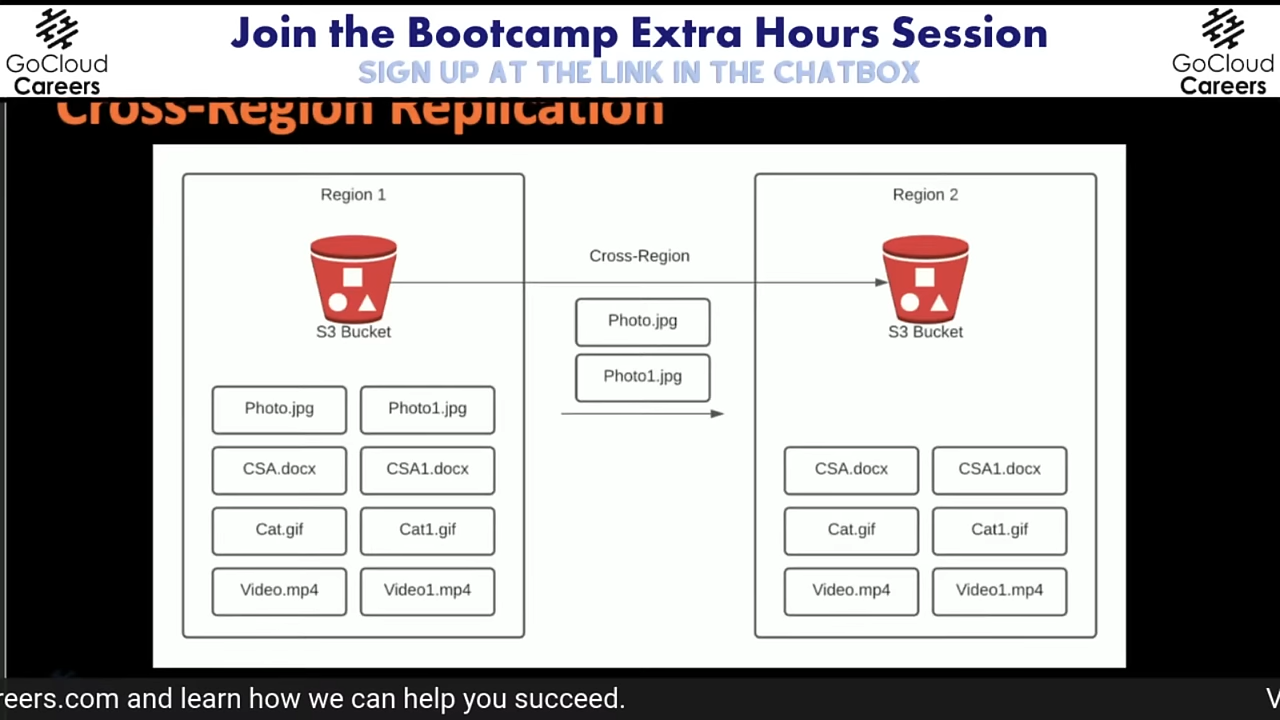 Join the Bootcamp Extra Hours Session
SIGN UP AT THE LINK IN THE CHATBOX
GoCloud
Careers
GoCloud
Careers
Cross-Region Replication
Region 1
S3 Bucket
Photo.jpg Photo1.jpg
CSA.docx CSA1.docx
Cat.gif Cat1.gif
Video.mp4 Video1.mp4
Cross-Region
Photo.jpg
Photo1.jpg
Region 2
S3 Bucket
CSA.docx CSA1.docx
Cat.gif Cat1.gif
Video.mp4 Video1.mp4
reers.com and learn how we can help you succeed.